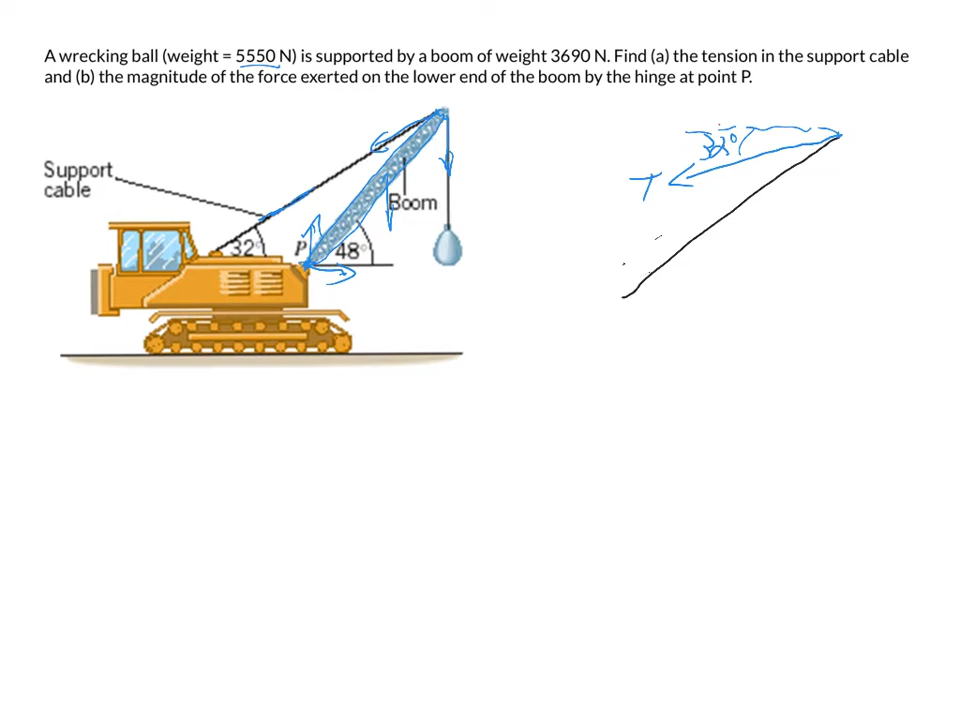 A wrecking ball (weight = 5550 N) is supported by a boom of weight 3690 N. Find (a) the tension in the support cable
and (b) the magnitude of the force exerted on the lower end of the boom by the hinge at point P.
Support
cable
Boom
32°
P
48°
32°
T